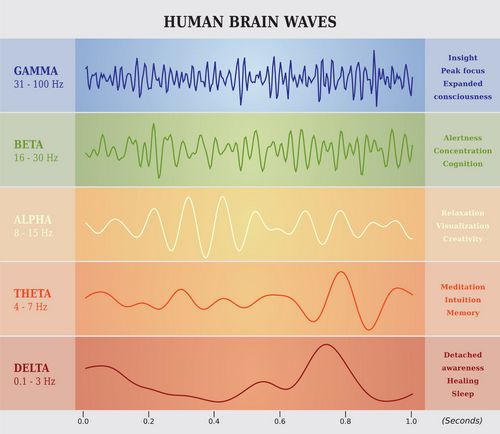 HUMAN BRAIN WAVES
GAMMA
31 - 100 Hz
Insight
Peak focus
Expanded
consciousness
BETA
16 - 30 Hz
Alertness
Concentration
Cognition
ALPHA
8 - 15 Hz
Relaxation
Visualization
Creativity
THETA
4 - 7 Hz
Meditation
Intuition
Memory
DELTA
0.1 - 3 Hz
Detached
awareness
Healing
Sleep
0.0 0.2 0.4 0.6 0.8 1.0 (Seconds)